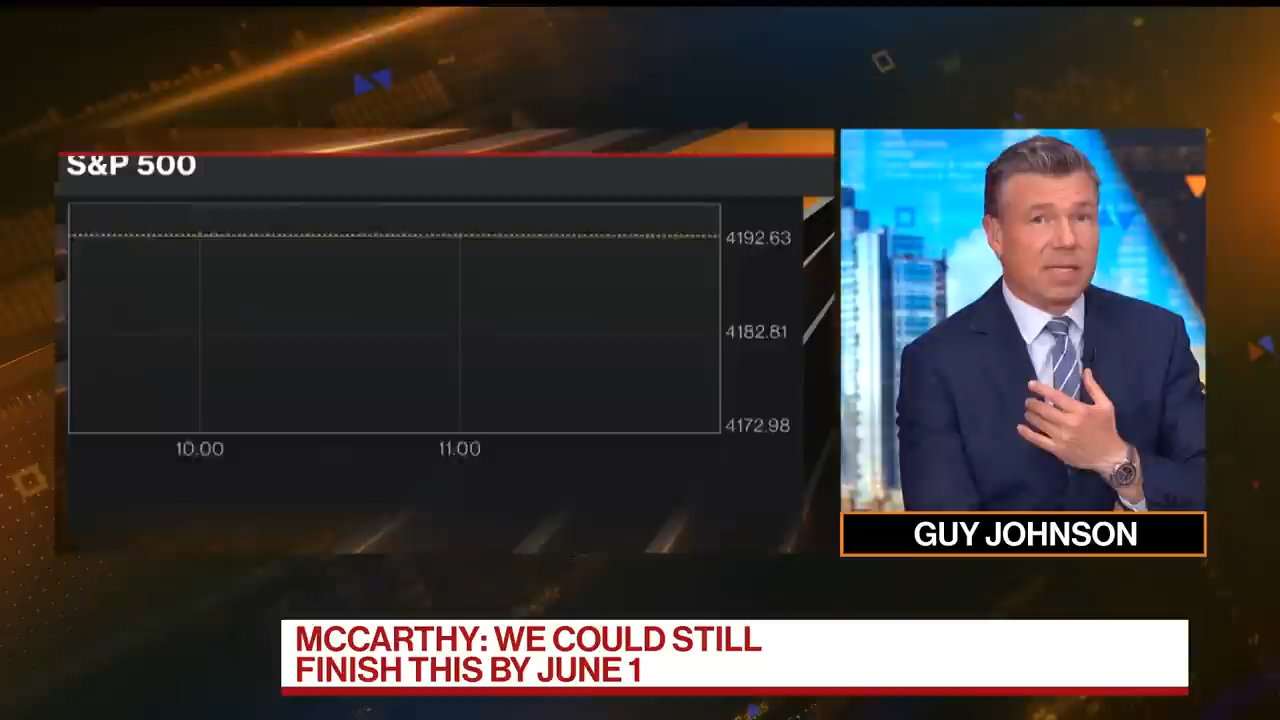 S&P 500
4192.63
4182.81
4172.98
10:00
11:00
GUY JOHNSON
MCCARTHY: WE COULD STILL
FINISH THIS BY JUNE 1